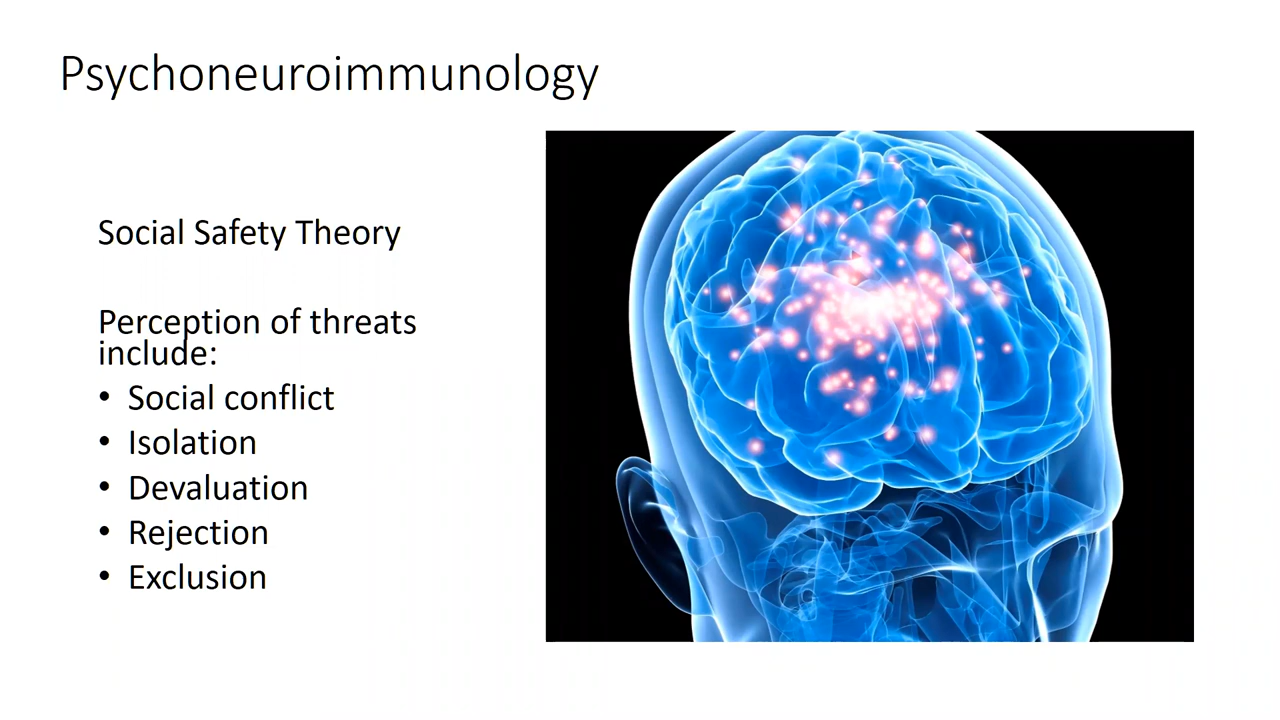 Psychoneuroimmunology
Social Safety Theory
Perception of threats
include:
• Social conflict
• Isolation
• Devaluation
• Rejection
• Exclusion